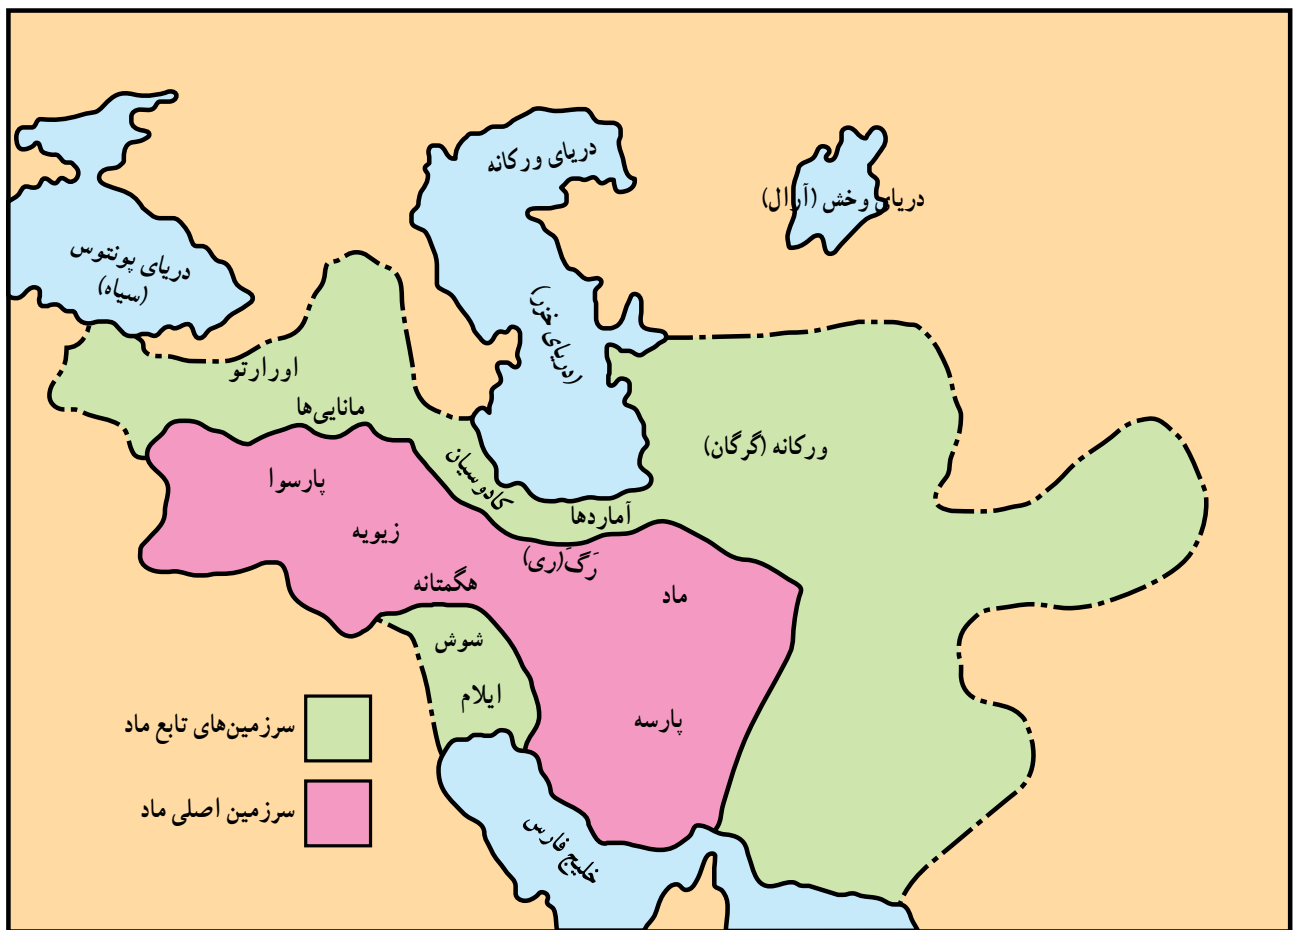 دریای ورکانه
(دریای خزر)
دریای وخش (آرال)
دریای پونتوس
(سیاه)
اورارتو
مانایی‌ها
ورکانه (گرگان)
کادوسیان
آماردها
پارسوا
زیویه
رَگَ(ری)
هگمتانه
ماد
شوش
ایلام
پارسه
سرزمین‌های تابع ماد
سرزمین اصلی ماد
خلیج فارس